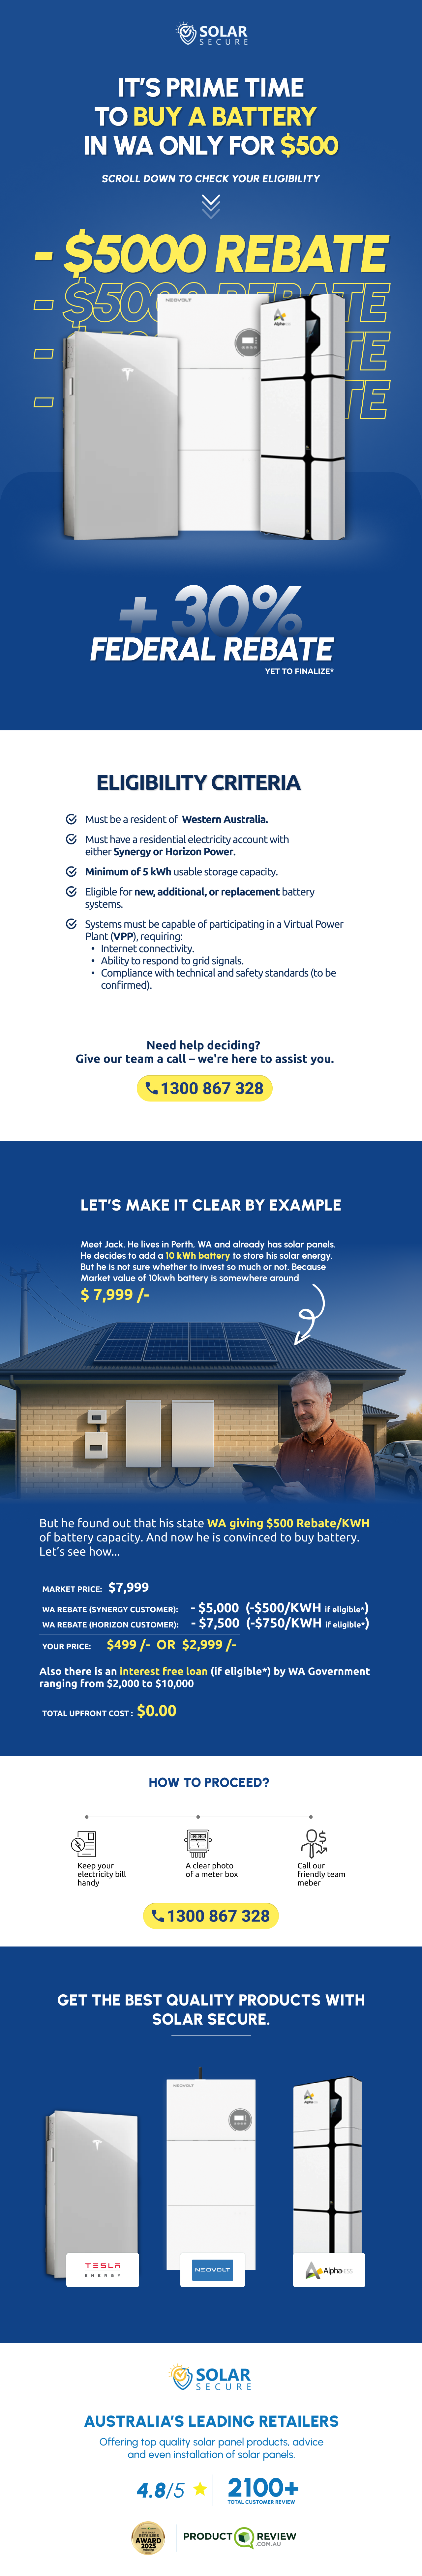 SOLAR
SECURE
IT'S PRIME TIME
TO BUY A BATTERY
IN WA ONLY FOR $500
SCROLL DOWN TO CHECK YOUR ELIGIBILITY
- $5000 REBATE
NEOVOLT
Alpha
+ 30%
FEDERAL REBATE
YET TO FINALIZE*
ELIGIBILITY CRITERIA
Must be a resident of Western Australia.
Must have a residential electricity account with
either Synergy or Horizon Power.
Minimum of 5 kWh usable storage capacity.
Eligible for new, additional, or replacement battery
systems.
Systems must be capable of participating in a Virtual Power
Plant (VPP), requiring:
• Internet connectivity.
• Ability to respond to grid signals.
• Compliance with technical and safety standards (to be
confirmed).
Need help deciding?
Give our team a call – we're here to assist you.
1300 867 328
LET'S MAKE IT CLEAR BY EXAMPLE
Meet Jack. He lives in Perth, WA and already has solar panels.
He decides to add a 10 kWh battery to store his solar energy.
But he is not sure whether to invest so much or not. Because
Market value of 10kwh battery is somewhere around
$ 7,999 /-
But he found out that his state WA giving $500 Rebate/KWH
of battery capacity. And now he is convinced to buy battery.
Let's see how...
MARKET PRICE: $7,999
WA REBATE (SYNERGY CUSTOMER): - $5,000 (-$500/KWH if eligible*)
WA REBATE (HORIZON CUSTOMER): - $7,500 (-$750/KWH if eligible*)
YOUR PRICE: $499 /- OR $2,999 /-
Also there is an interest free loan (if eligible*) by WA Government
ranging from $2,000 to $10,000
TOTAL UPFRONT COST : $0.00
HOW TO PROCEED?
Keep your
electricity bill
handy
A clear photo
of a meter box
Call our
friendly team
meber
1300 867 328
GET THE BEST QUALITY PRODUCTS WITH
SOLAR SECURE.
NEOVOLT
Alpha
TESLA
ENERGY
NEOVOLT
Alpha ESS
SOLAR
SECURE
AUSTRALIA'S LEADING RETAILERS
Offering top quality solar panel products, advice
and even installation of solar panels.
4.8/5
2100+
TOTAL CUSTOMER REVIEW
AWARD
2025
PRODUCT REVIEW
.COM.AU